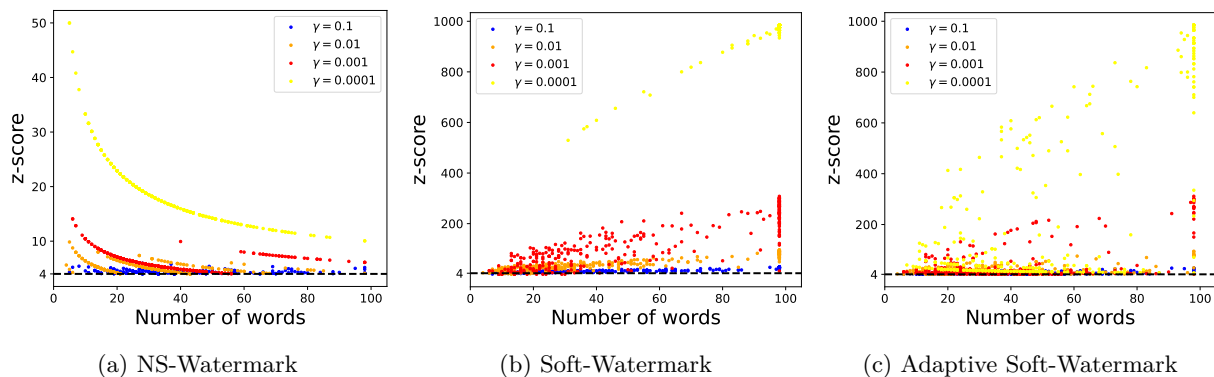 50
40
30
20
10
4
0
20
40
60
80
100
z-score
Number of words
γ = 0.1
γ = 0.01
γ = 0.001
γ = 0.0001
(a) NS-Watermark
1000
800
600
400
200
4
0
20
40
60
80
100
z-score
Number of words
γ = 0.1
γ = 0.01
γ = 0.001
γ = 0.0001
(b) Soft-Watermark
1000
800
600
400
200
4
0
20
40
60
80
100
z-score
Number of words
γ = 0.1
γ = 0.01
γ = 0.001
γ = 0.0001
(c) Adaptive Soft-Watermark